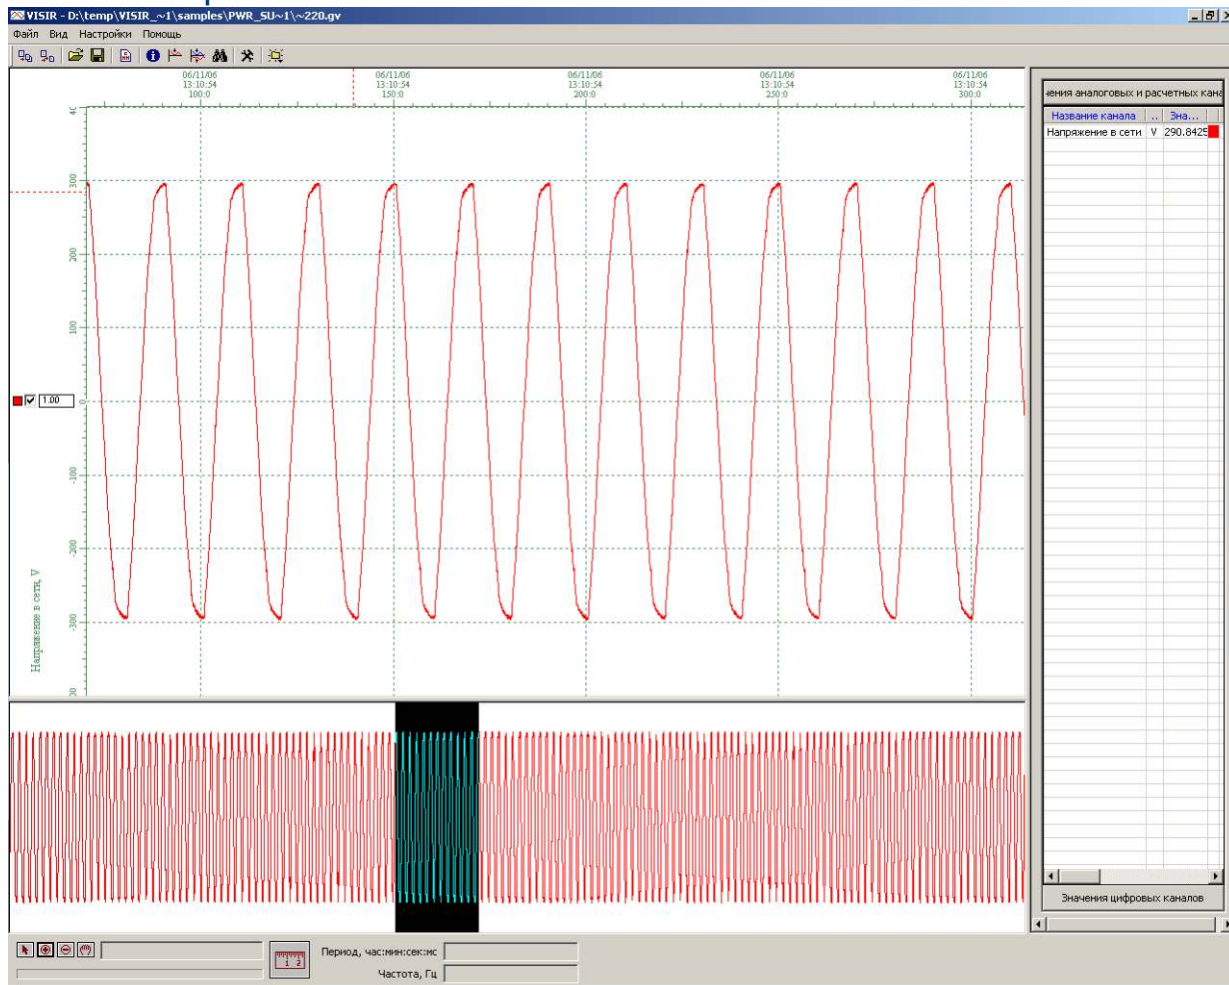 VISIR - D:\temp\VISIR_~1\samples\PWR_SU~1\~220.gv
Файл Вид Настройки Помощь
06/11/06 06/11/06 06/11/06 06/11/06 06/11/06
13:10:54 13:10:54 13:10:54 13:10:54 13:10:54
100:0 150:0 200:0 250:0 300:0
ения аналоговых и расчетных кана
Название канала .. Зна...
Напряжение в сети V 290.8425
300
200
100
1.00
0
-100
-200
-300
Напряжение в сети, V
Значения цифровых каналов
1 2
Период, час:мин:сек:мс
Частота, Гц